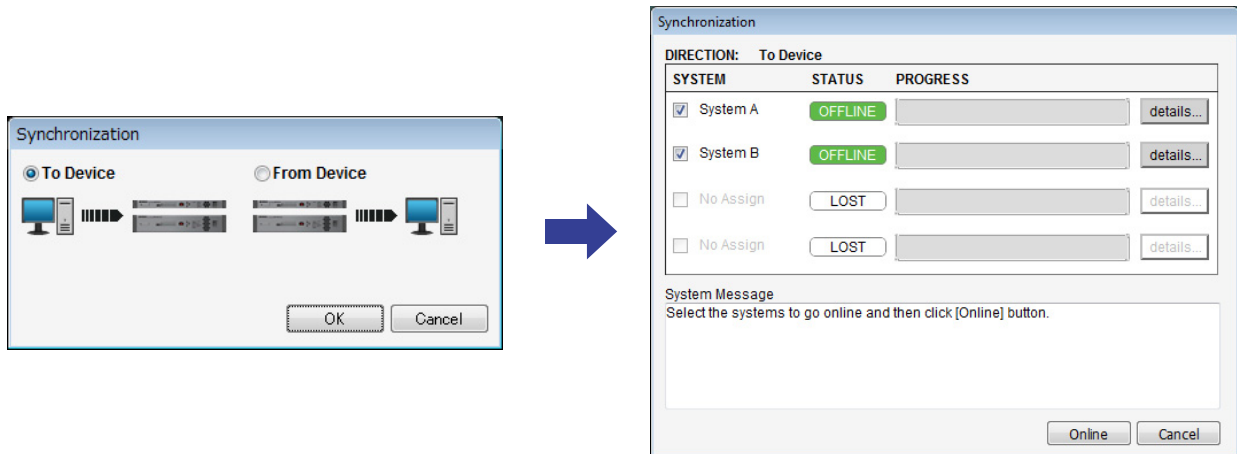 Synchronization
To Device From Device
OK Cancel
Synchronization
DIRECTION: To Device
SYSTEM STATUS PROGRESS
System A OFFLINE details...
System B OFFLINE details...
No Assign LOST details...
No Assign LOST details...
System Message
Select the systems to go online and then click [Online] button.
Online Cancel